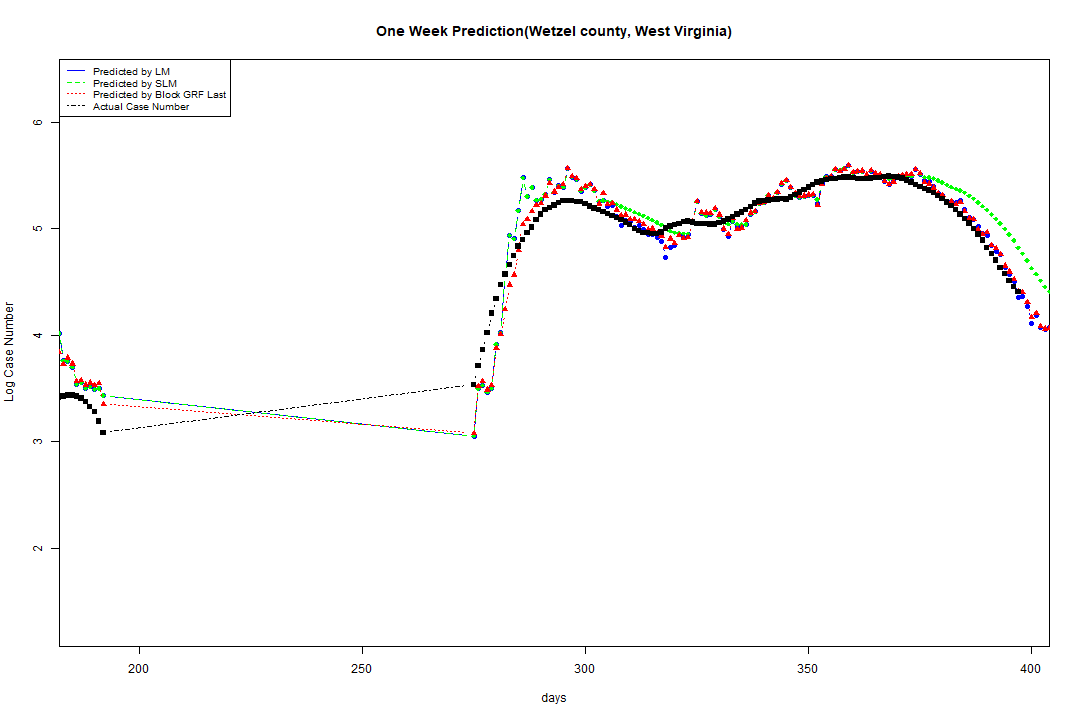 One Week Prediction(Wetzel county, West Virginia)
Predicted by LM
Predicted by SLM
Predicted by Block GRF Last
Actual Case Number
6
5
4
3
2
Log Case Number
200 250 300 350 400
days